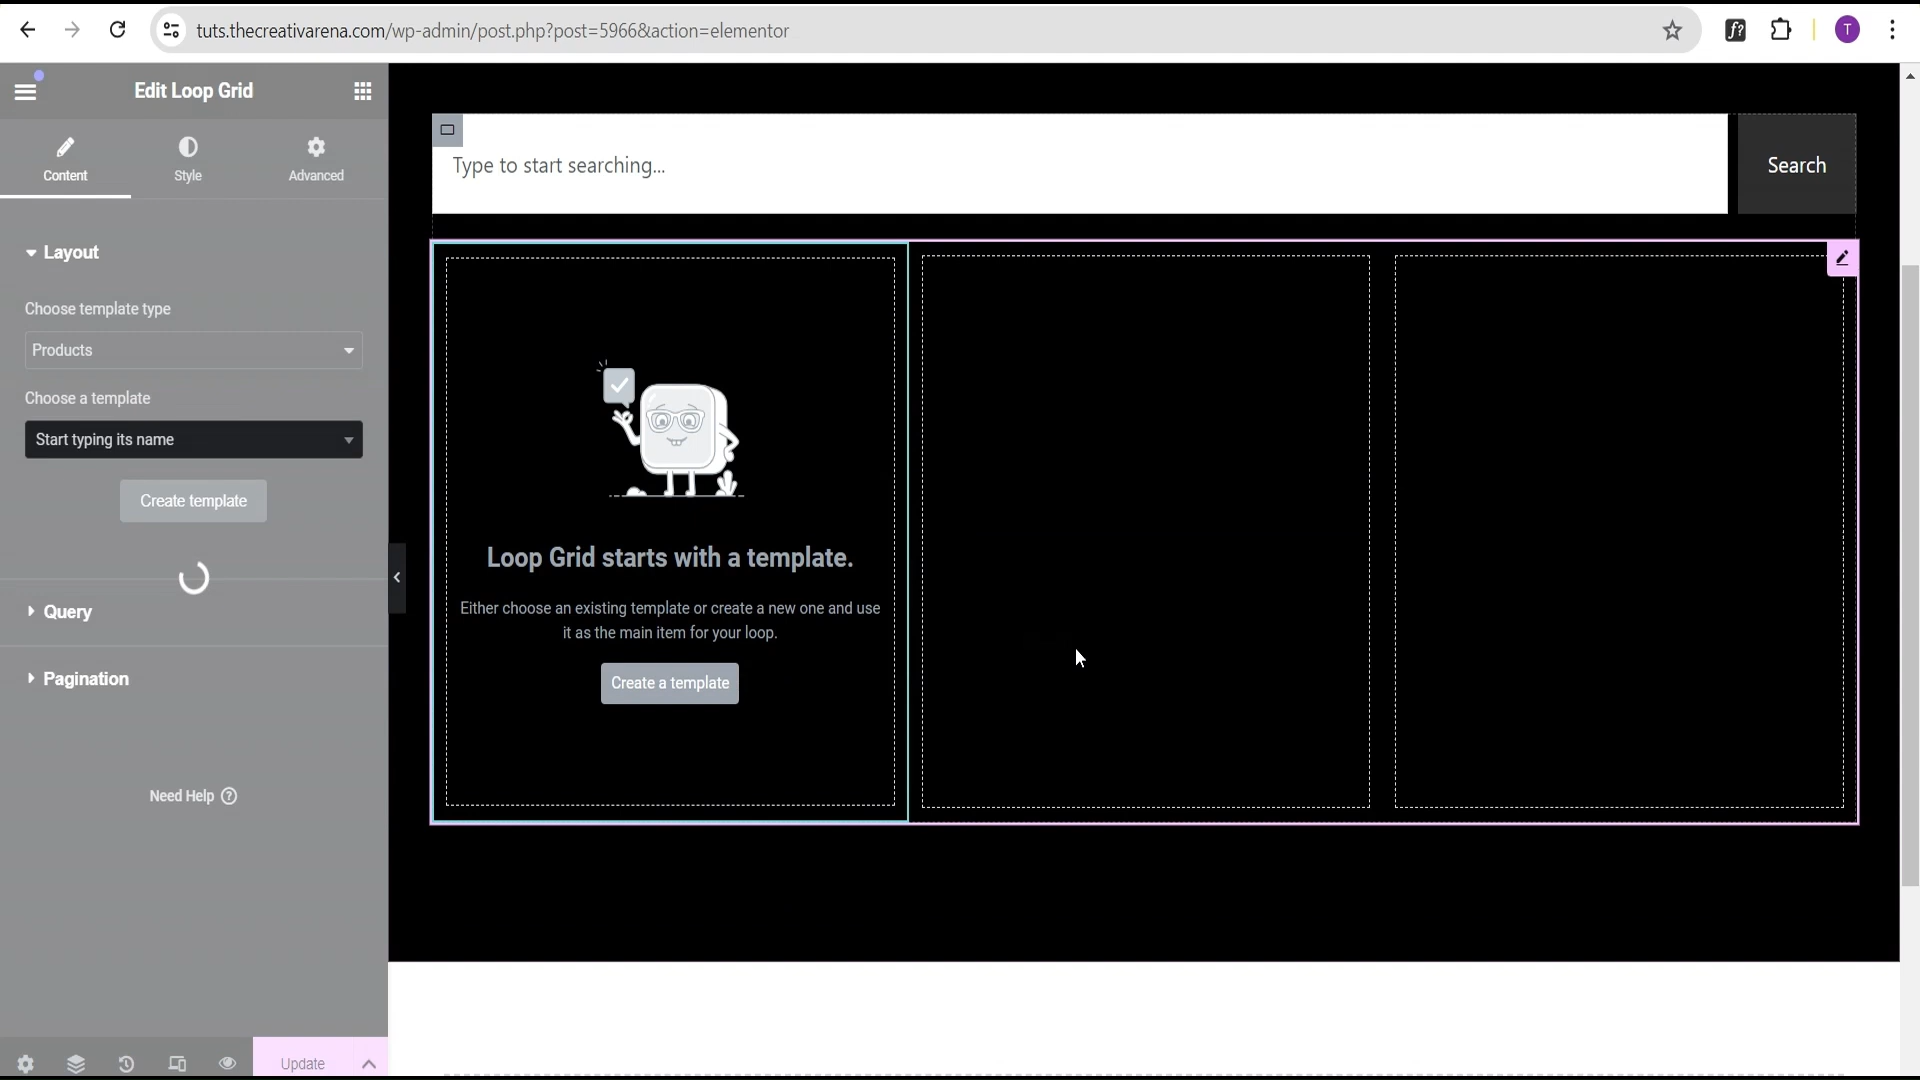 tuts.thecreativarena.com/wp-admin/post.php?post=5966&action=elementor
f?
T
Edit Loop Grid
Content
Style
Advanced
Layout
Choose template type
Products
Choose a template
Start typing its name
Create template
Query
Pagination
Need Help ?
Update
Type to start searching...
Search
Loop Grid starts with a template.
Either choose an existing template or create a new one and use
it as the main item for your loop.
Create a template